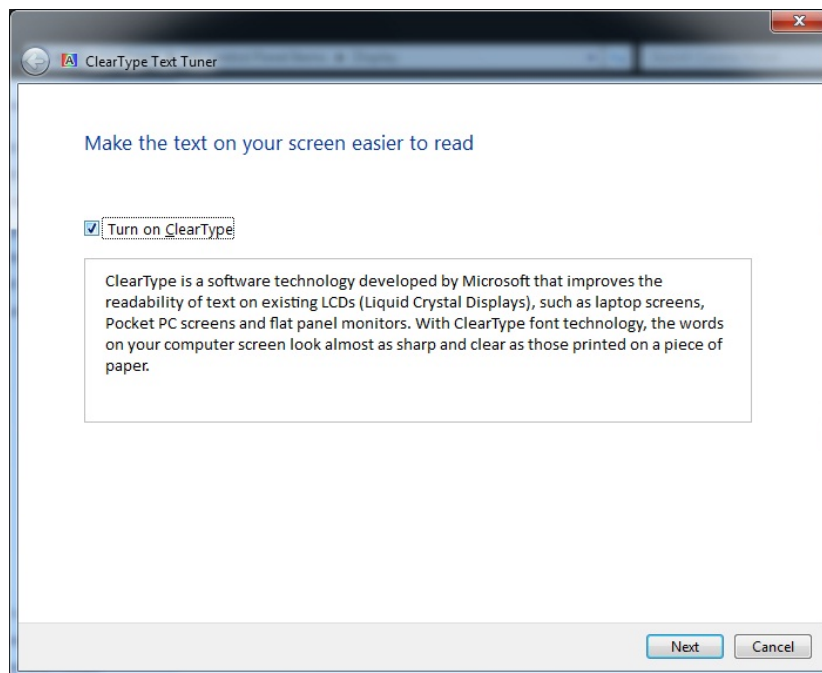 ClearType Text Tuner
Make the text on your screen easier to read
Turn on ClearType
ClearType is a software technology developed by Microsoft that improves the
readability of text on existing LCDs (Liquid Crystal Displays), such as laptop screens,
Pocket PC screens and flat panel monitors. With ClearType font technology, the words
on your computer screen look almost as sharp and clear as those printed on a piece of
paper.
Next
Cancel